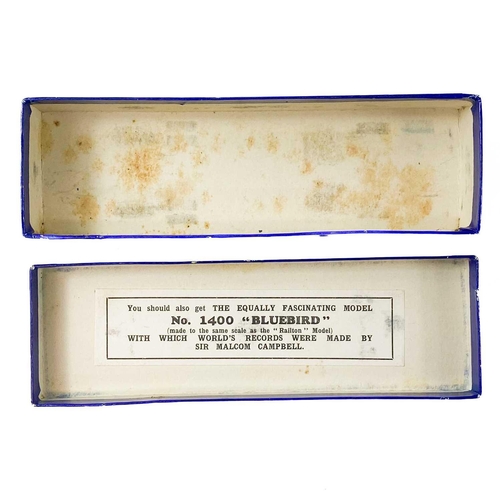 You should also get THE EQUALLY FASCINATING MODEL
No. 1400 "BLUEBIRD"
(made to the same scale as the "Railton" Model)
WITH WHICH WORLD'S RECORDS WERE MADE BY
SIR MALCOM CAMPBELL.